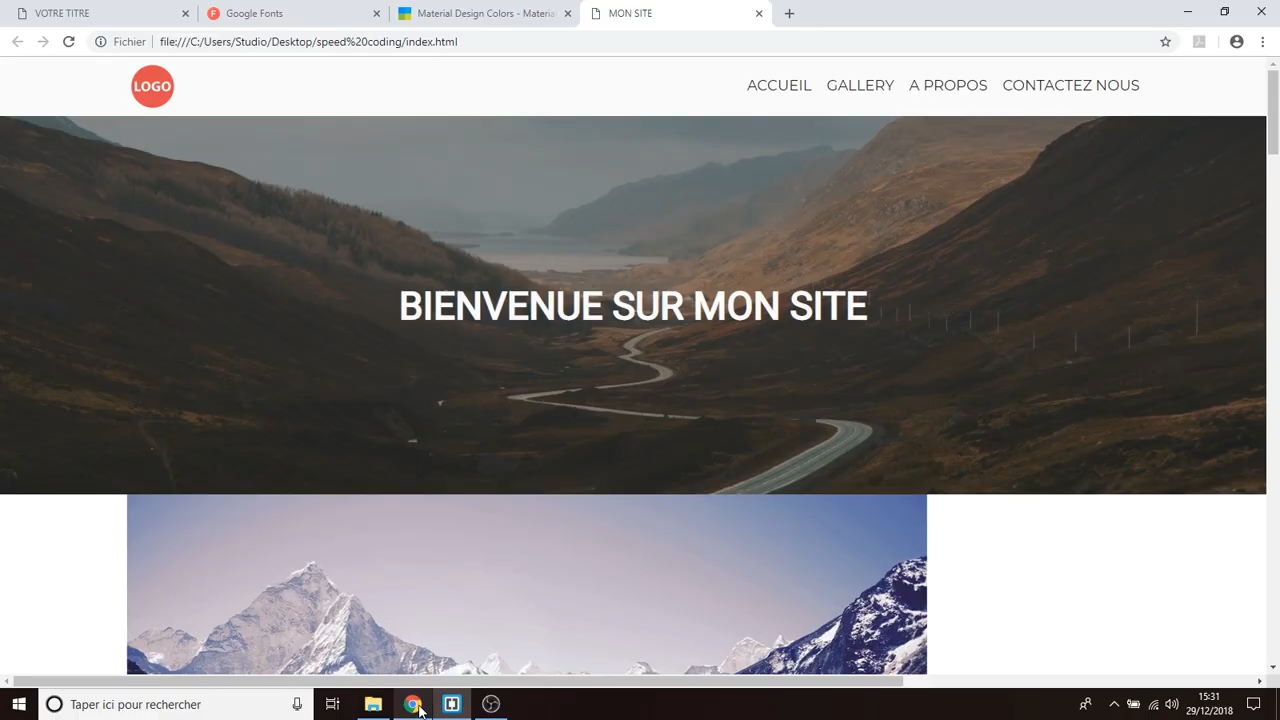 VOTRE TITRE
Google Fonts
Material Design Colors - Materia
MON SITE
Fichier
file:///C:/Users/Studio/Desktop/speed%20coding/index.html
LOGO
ACCUEIL
GALLERY
A PROPOS
CONTACTEZ NOUS
BIENVENUE SUR MON SITE
Taper ici pour rechercher
15:31
29/12/2018